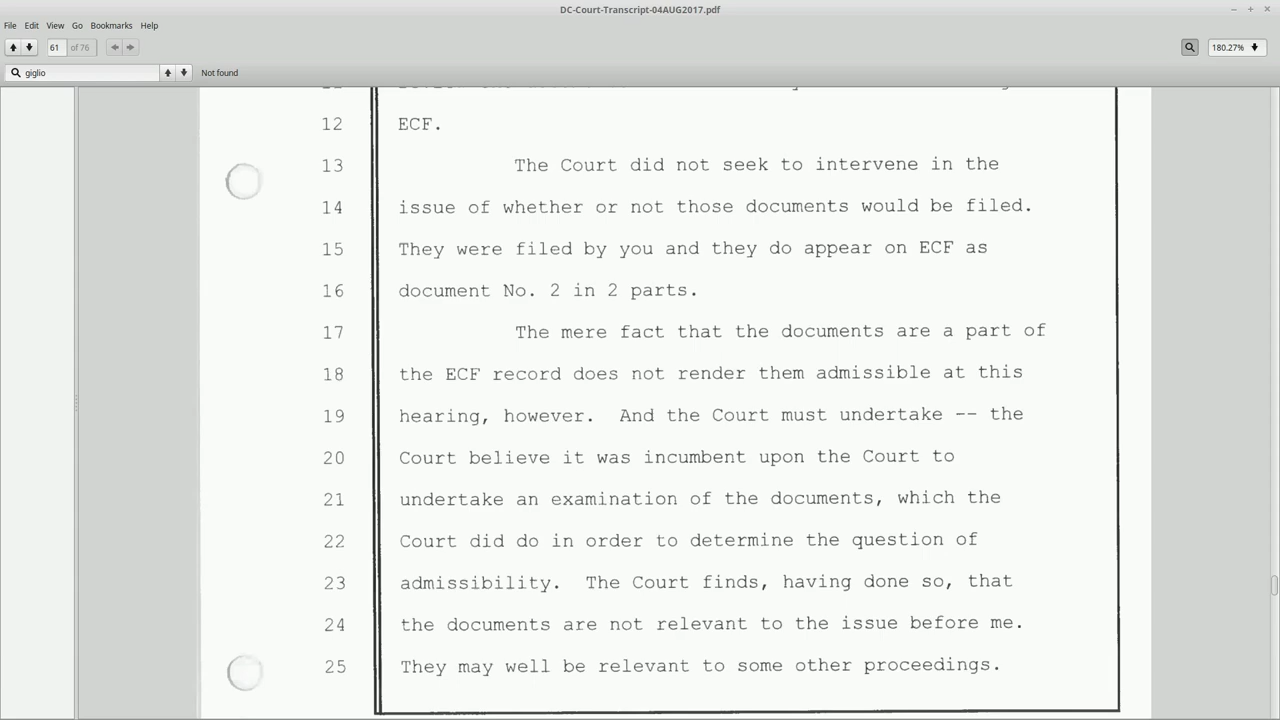 DC-Court-Transcript-04AUG2017.pdf
File Edit View Go Bookmarks Help
61 of 76 180.27%
giglio Not found
12 ECF.
13 The Court did not seek to intervene in the
14 issue of whether or not those documents would be filed.
15 They were filed by you and they do appear on ECF as
16 document No. 2 in 2 parts.
17 The mere fact that the documents are a part of
18 the ECF record does not render them admissible at this
19 hearing, however. And the Court must undertake -- the
20 Court believe it was incumbent upon the Court to
21 undertake an examination of the documents, which the
22 Court did do in order to determine the question of
23 admissibility. The Court finds, having done so, that
24 the documents are not relevant to the issue before me.
25 They may well be relevant to some other proceedings.